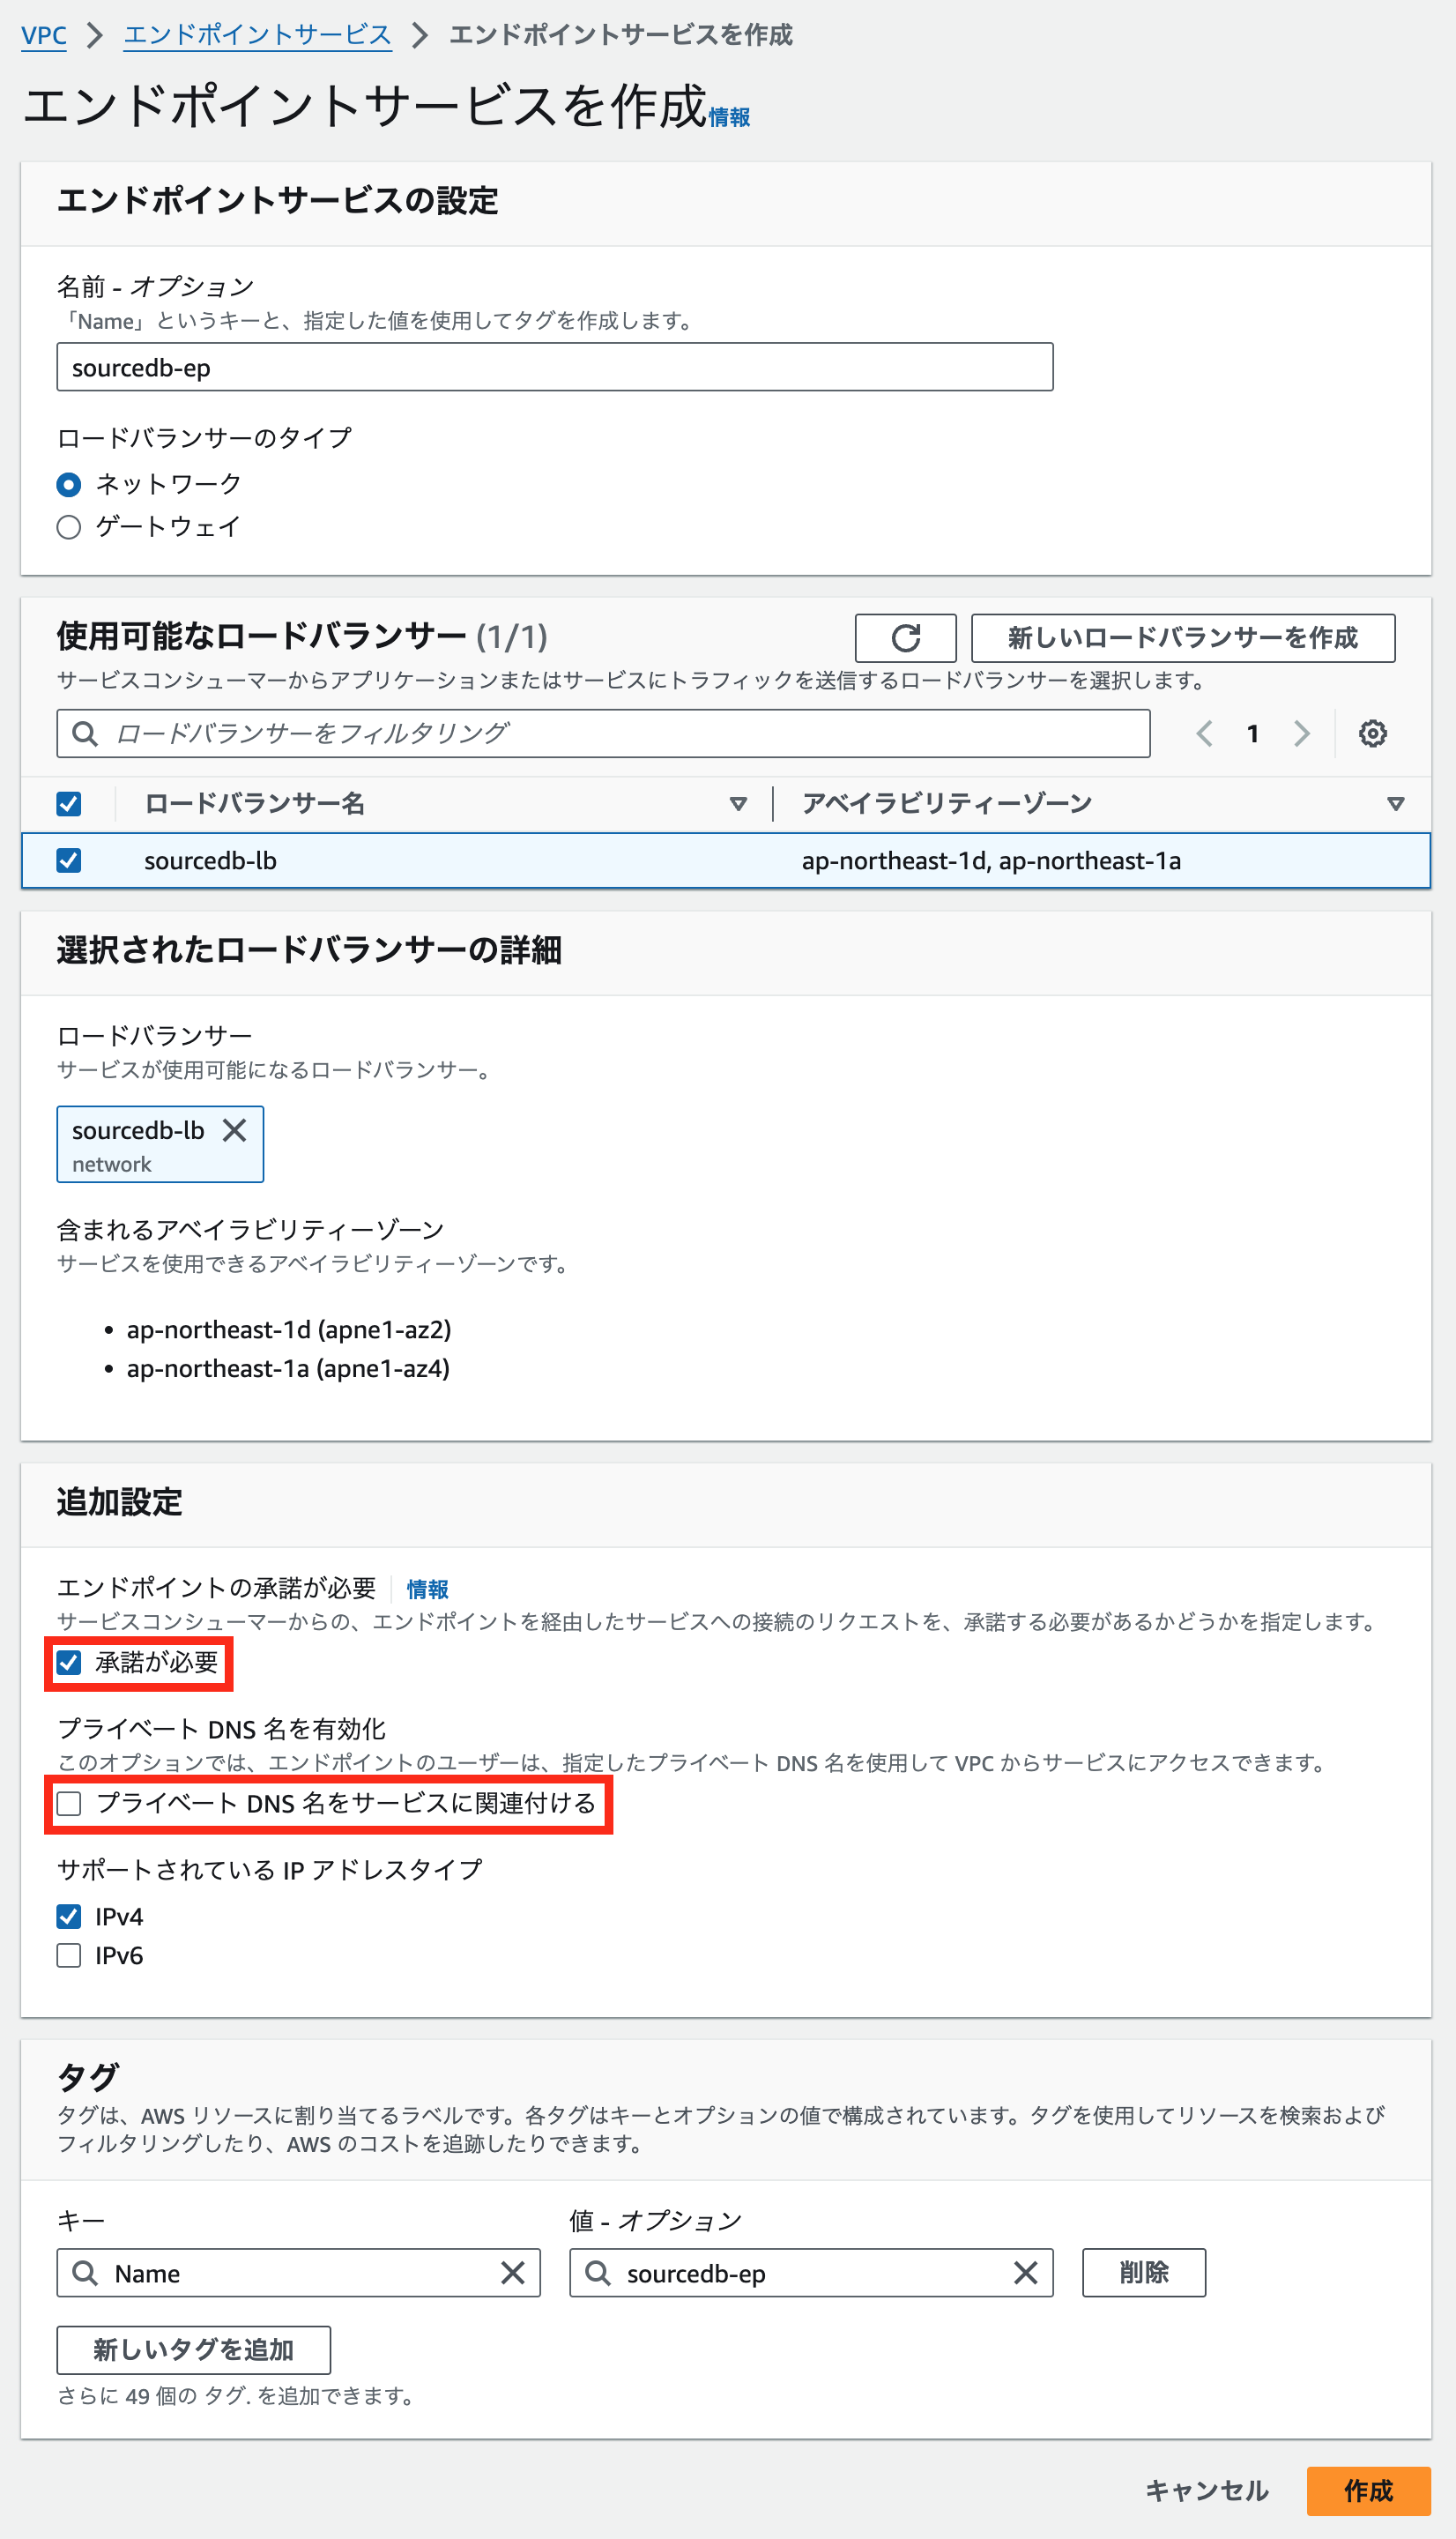 VPC > エンドポイントサービス > エンドポイントサービスを作成
エンドポイントサービスを作成 情報
エンドポイントサービスの設定
名前 - オプション
「Name」というキーと、指定した値を使用してタグを作成します。
sourcedb-ep
ロードバランサーのタイプ
ネットワーク
ゲートウェイ
使用可能なロードバランサー (1/1)
新しいロードバランサーを作成
サービスコンシューマーからアプリケーションまたはサービスにトラフィックを送信するロードバランサーを選択します。
ロードバランサーをフィルタリング
1
ロードバランサー名 アベイラビリティーゾーン
sourcedb-lb ap-northeast-1d, ap-northeast-1a
選択されたロードバランサーの詳細
ロードバランサー
サービスが使用可能になるロードバランサー。
sourcedb-lb
network
含まれるアベイラビリティーゾーン
サービスを使用できるアベイラビリティーゾーンです。
• ap-northeast-1d (apne1-az2)
• ap-northeast-1a (apne1-az4)
追加設定
エンドポイントの承諾が必要 情報
サービスコンシューマーからの、エンドポイントを経由したサービスへの接続のリクエストを、承諾する必要があるかどうかを指定します。
承諾が必要
プライベート DNS 名を有効化
このオプションでは、エンドポイントのユーザーは、指定したプライベート DNS 名を使用して VPC からサービスにアクセスできます。
プライベート DNS 名をサービスに関連付ける
サポートされている IP アドレスタイプ
IPv4
IPv6
タグ
タグは、AWS リソースに割り当てるラベルです。各タグはキーとオプションの値で構成されています。タグを使用してリソースを検索および
フィルタリングしたり、AWS のコストを追跡したりできます。
キー 値 - オプション
Name sourcedb-ep 削除
新しいタグを追加
さらに 49 個の タグ. を追加できます。
キャンセル 作成